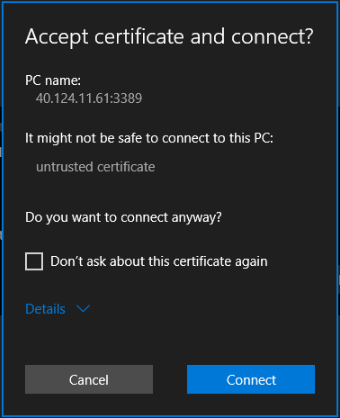 Accept certificate and connect?
PC name:
40.124.11.61:3389
It might not be safe to connect to this PC:
untrusted certificate
Do you want to connect anyway?
Don't ask about this certificate again
Details
Cancel
Connect